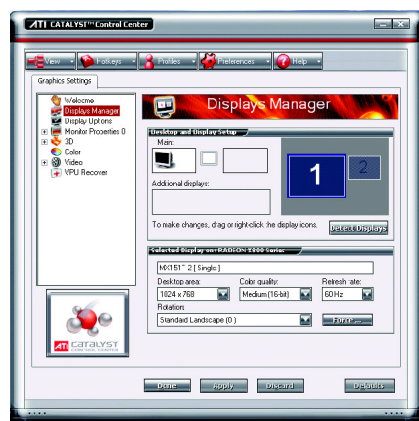 ATI CATALYST™ Control Center
View Hotkeys Profiles Preferences Help
Graphics Settings
Welcome
Displays Manager
Display Options
Monitor Properties 0
3D
Color
Video
VPU Recover
Displays Manager
Desktop and Display Setup
Main:
Additional displays:
1
2
To make changes, drag or right-click the display icons.
Detect Displays
Selected Display on: RADEON X800 Series
[ Single ]
Desktop area: Color quality: Refresh rate:
1024 x 768 Medium (16-bit) 60 Hz
Rotation:
Standard Landscape (0 ) Force ...
ATI CATALYST
CONTROL CENTER
Done Apply Discard Defaults